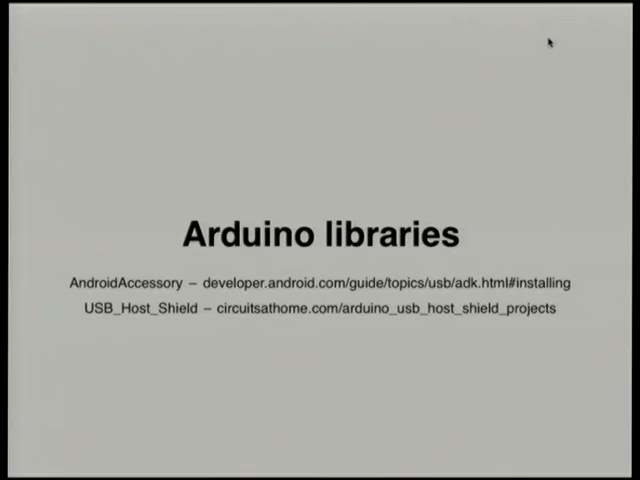 Arduino libraries
AndroidAccessory – developer.android.com/guide/topics/usb/adk.html#installing
USB_Host_Shield – circuitsathome.com/arduino_usb_host_shield_projects